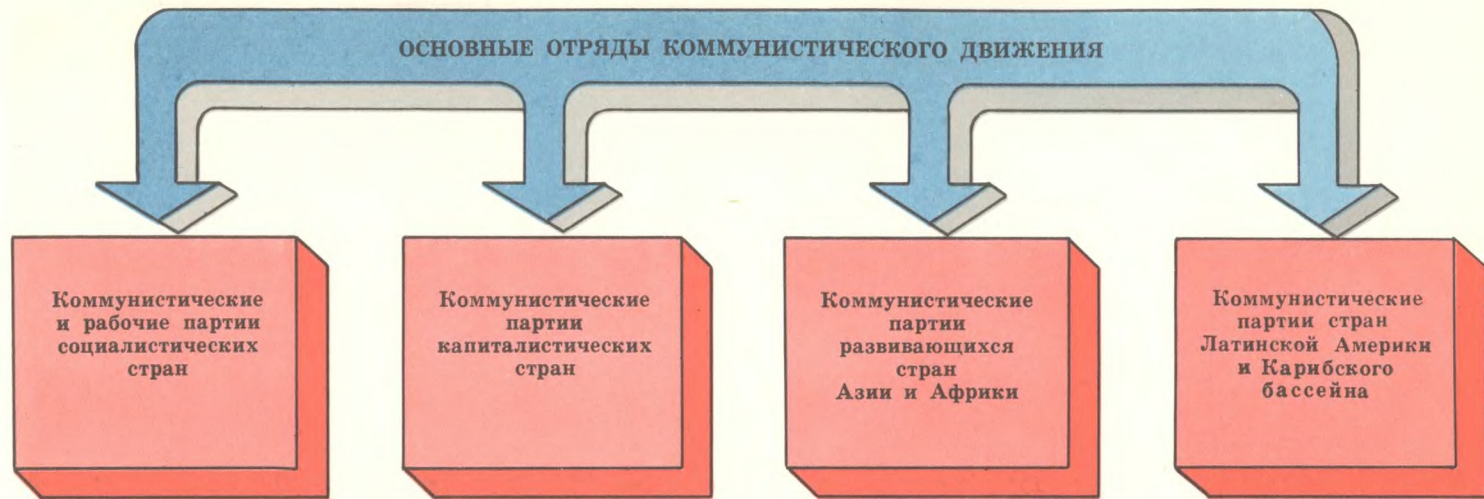 ОСНОВНЫЕ ОТРЯДЫ КОММУНИСТИЧЕСКОГО ДВИЖЕНИЯ
Коммунистические
и рабочие партии
социалистических
стран
Коммунистические
партии
капиталистических
стран
Коммунистические
партии
развивающихся
стран
Азии и Африки
Коммунистические
партии стран
Латинской Америки
и Карибского
бассейна